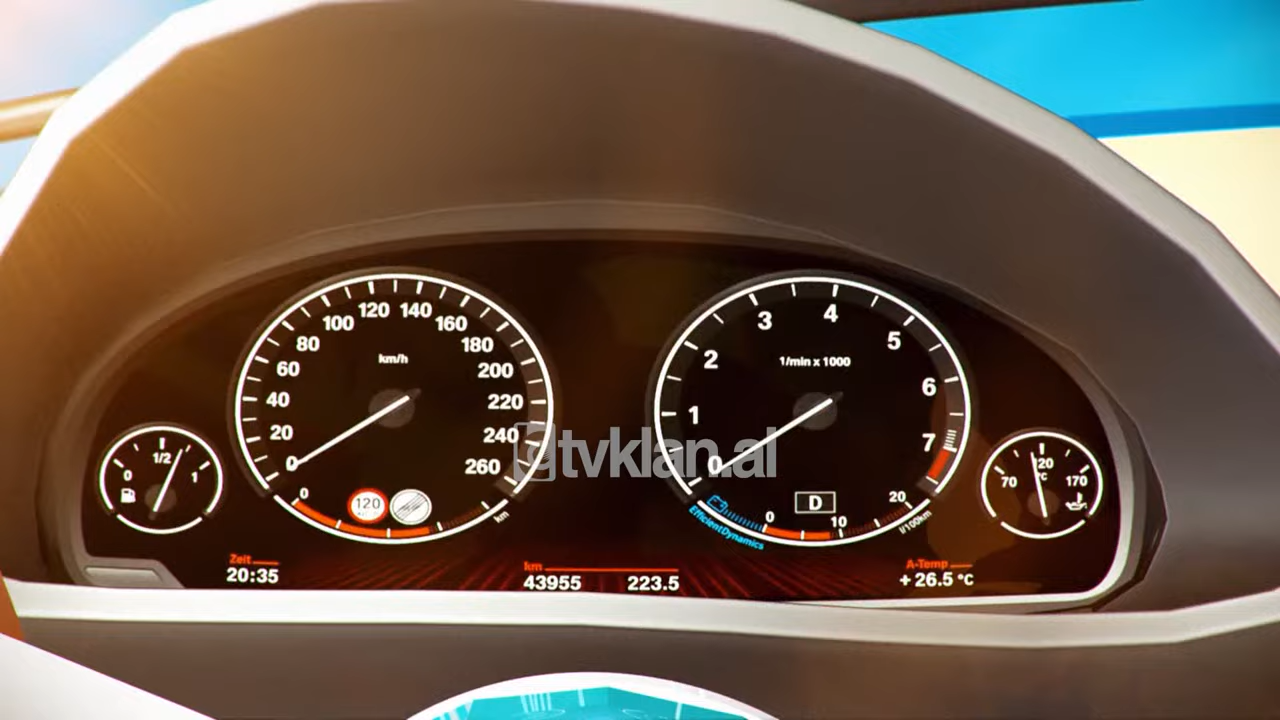 120 140
100 160
80 180
km/h
60 200
40 220
20 240
0 260
0
120
km
3 4
2 5
1/min x 1000
1 6
0 7
D
0 10 20
l/100km
EfficientDynamics
0 1/2 1
70 120 170
°C
tvklan.al
Zeit
20:35
km
43955 223.5
A-Temp
+ 26.5 °C